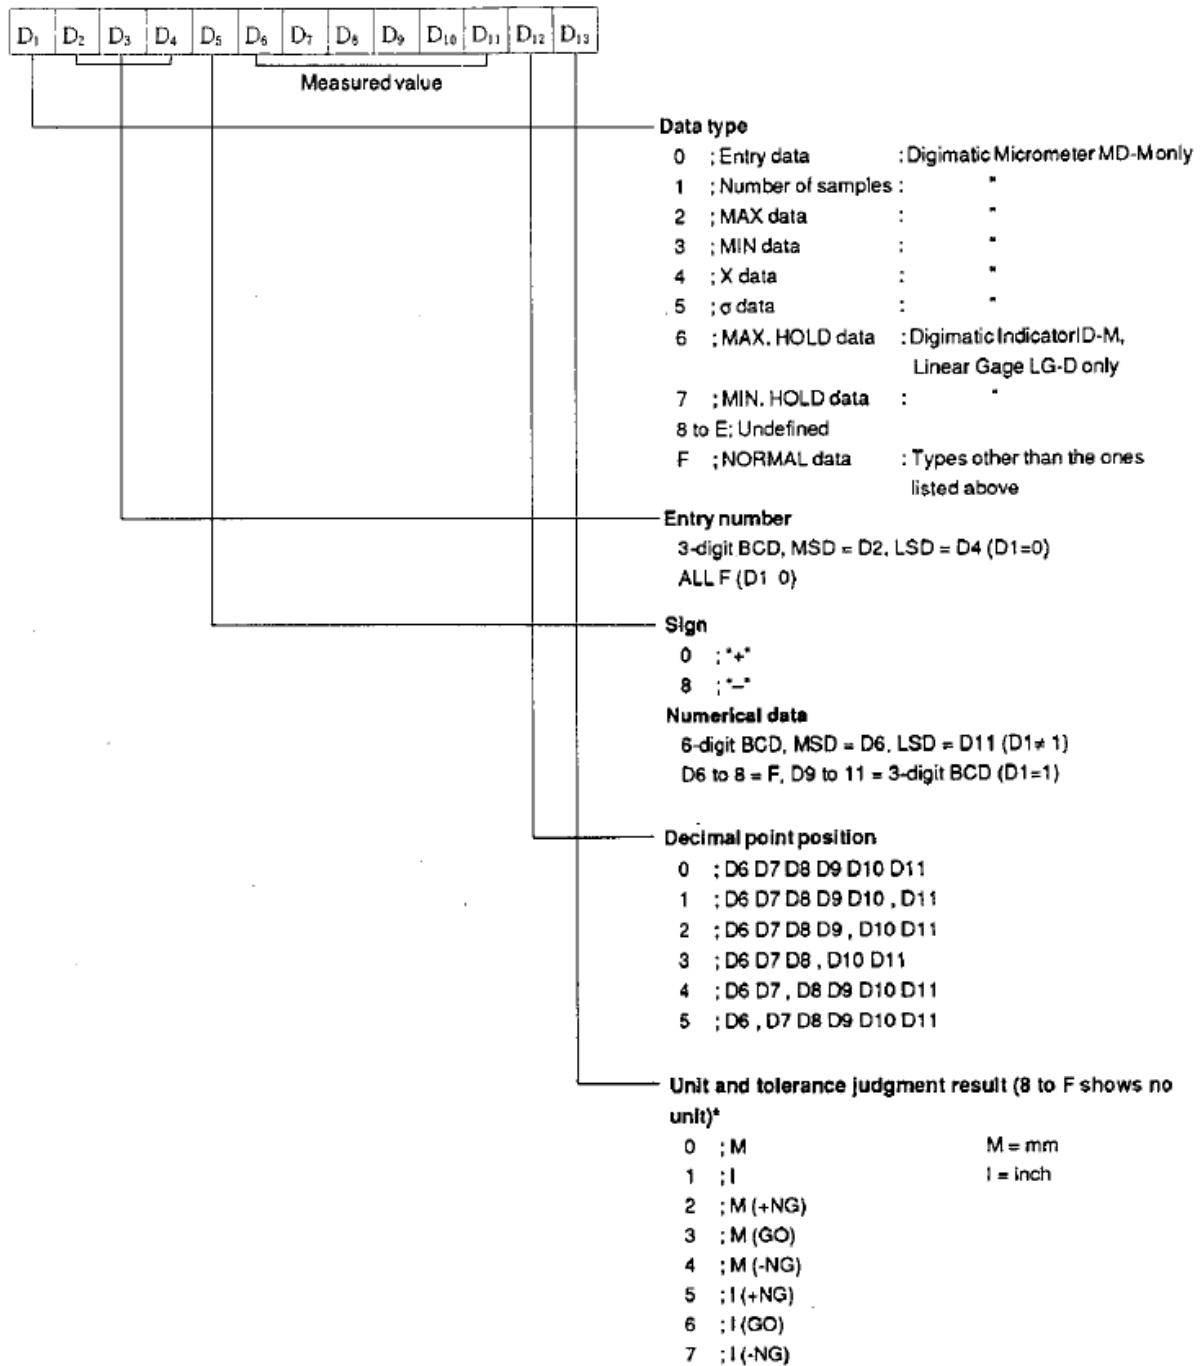 D1 D2 D3 D4 D5 D6 D7 D8 D9 D10 D11 D12 D13
Measured value
Data type
0 ; Entry data : Digimatic Micrometer MD-M only
1 ; Number of samples : "
2 ; MAX data : "
3 ; MIN data : "
4 ; X data : "
5 ; σ data : "
6 ; MAX. HOLD data : Digimatic Indicator ID-M,
Linear Gage LG-D only
7 ; MIN. HOLD data : "
8 to E; Undefined
F ; NORMAL data : Types other than the ones
listed above
Entry number
3-digit BCD, MSD = D2, LSD = D4 (D1=0)
ALL F (D1 0)
Sign
0 ; "+"
8 ; "–"
Numerical data
6-digit BCD, MSD = D6, LSD = D11 (D1≠ 1)
D6 to 8 = F, D9 to 11 = 3-digit BCD (D1=1)
Decimal point position
0 ; D6 D7 D8 D9 D10 D11
1 ; D6 D7 D8 D9 D10 , D11
2 ; D6 D7 D8 D9 , D10 D11
3 ; D6 D7 D8 , D10 D11
4 ; D6 D7 , D8 D9 D10 D11
5 ; D6 , D7 D8 D9 D10 D11
Unit and tolerance judgment result (8 to F shows no
unit)*
0 ; M M = mm
1 ; I I = inch
2 ; M (+NG)
3 ; M (GO)
4 ; M (-NG)
5 ; I (+NG)
6 ; I (GO)
7 ; I (-NG)